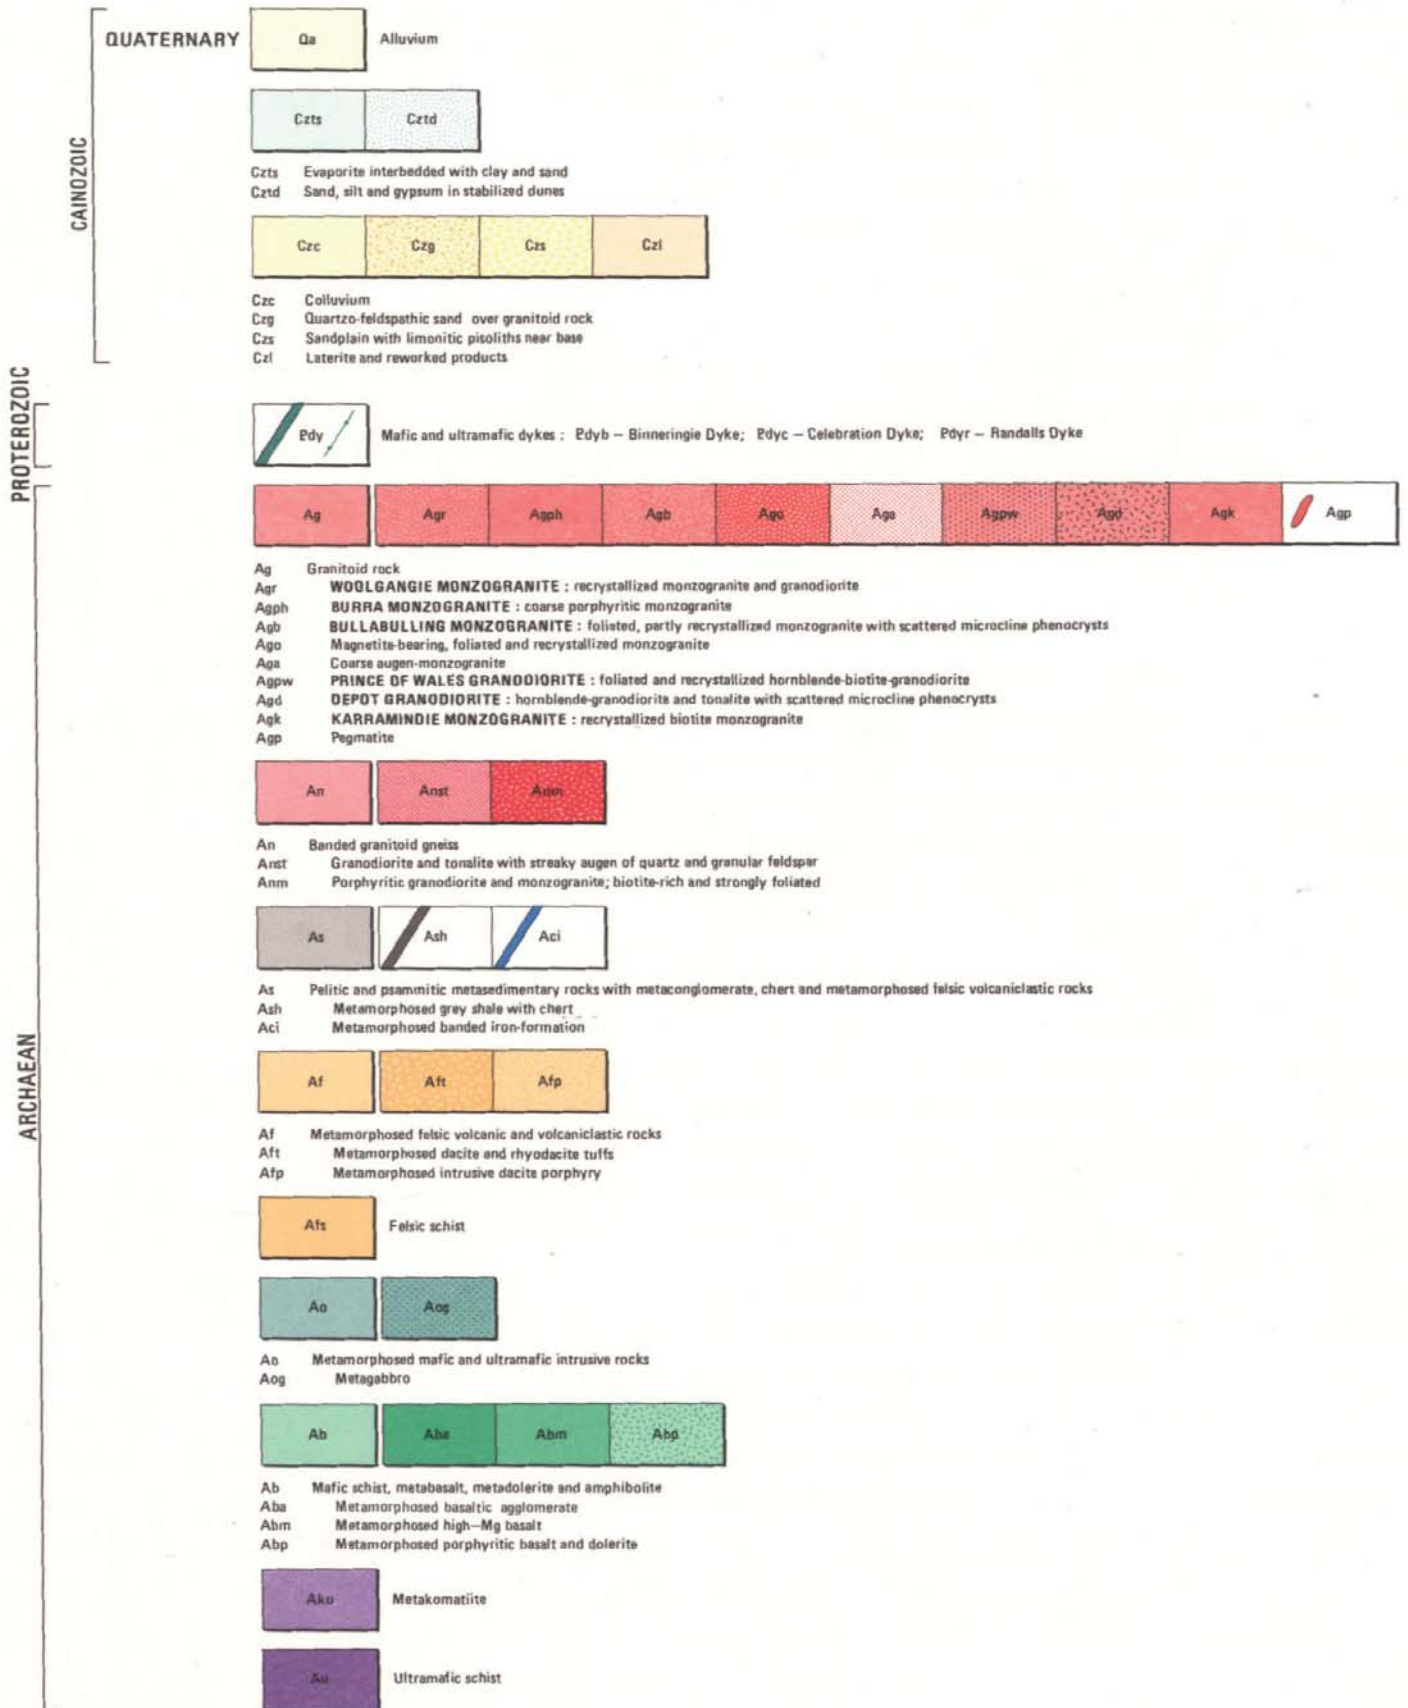 QUATERNARY
Qa
Alluvium
CAINOZOIC
Czts
Cztd
Czts Evaporite interbedded with clay and sand
Cztd Sand, silt and gypsum in stabilized dunes
Czc
Czg
Czs
Czl
Czc Colluvium
Czg Quartzo-feldspathic sand over granitoid rock
Czs Sandplain with limonitic pisoliths near base
Czl Laterite and reworked products
PROTEROZOIC
Pdy
Mafic and ultramafic dykes : Pdyb – Binneringie Dyke; Pdyc – Celebration Dyke; Pdyr – Randalls Dyke
ARCHAEAN
Ag
Agr
Agph
Agb
Ago
Aga
Agpw
Agd
Agk
Agp
Ag Granitoid rock
Agr WOOLGANGIE MONZOGRANITE : recrystallized monzogranite and granodiorite
Agph BURRA MONZOGRANITE : coarse porphyritic monzogranite
Agb BULLABULLING MONZOGRANITE : foliated, partly recrystallized monzogranite with scattered microcline phenocrysts
Ago Magnetite-bearing, foliated and recrystallized monzogranite
Aga Coarse augen-monzogranite
Agpw PRINCE OF WALES GRANODIORITE : foliated and recrystallized hornblende-biotite-granodiorite
Agd DEPOT GRANODIORITE : hornblende-granodiorite and tonalite with scattered microcline phenocrysts
Agk KARRAMINDIE MONZOGRANITE : recrystallized biotite monzogranite
Agp Pegmatite
An
Anst
Anm
An Banded granitoid gneiss
Anst Granodiorite and tonalite with streaky augen of quartz and granular feldspar
Anm Porphyritic granodiorite and monzogranite; biotite-rich and strongly foliated
As
Ash
Aci
As Pelitic and psammitic metasedimentary rocks with metaconglomerate, chert and metamorphosed felsic volcaniclastic rocks
Ash Metamorphosed grey shale with chert
Aci Metamorphosed banded iron-formation
Af
Aft
Afp
Af Metamorphosed felsic volcanic and volcaniclastic rocks
Aft Metamorphosed dacite and rhyodacite tuffs
Afp Metamorphosed intrusive dacite porphyry
Afs
Felsic schist
Ao
Aog
Ao Metamorphosed mafic and ultramafic intrusive rocks
Aog Metagabbro
Ab
Aba
Abm
Abp
Ab Mafic schist, metabasalt, metadolerite and amphibolite
Aba Metamorphosed basaltic agglomerate
Abm Metamorphosed high–Mg basalt
Abp Metamorphosed porphyritic basalt and dolerite
Aku
Metakomatiite
Au
Ultramafic schist